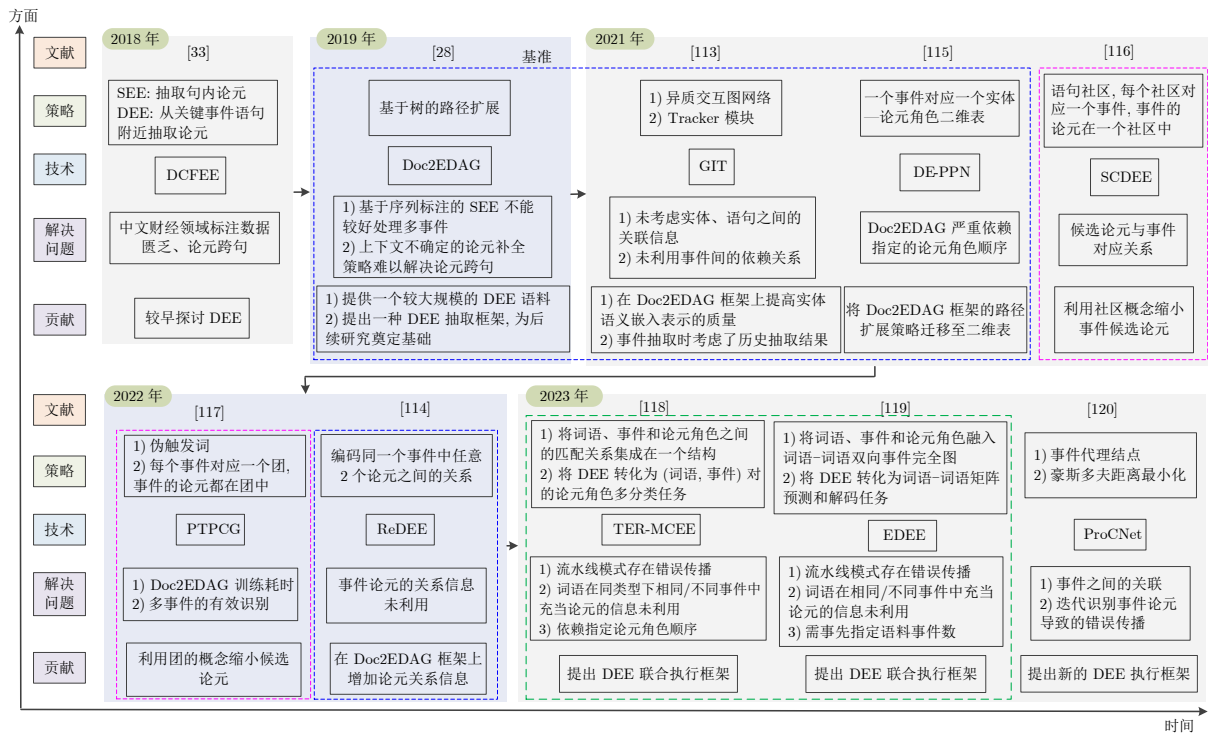 方面
2018 年
2019 年
2021 年
文献
[33]
[28]
基准
[113]
[115]
[116]
策略
SEE: 抽取句内论元
DEE: 从关键事件语句
附近抽取论元
基于树的路径扩展
1) 异质交互图网络
2) Tracker 模块
一个事件对应一个实体
—论元角色二维表
语句社区, 每个社区对
应一个事件, 事件的
论元在一个社区中
技术
DCFEE
Doc2EDAG
GIT
DE-PPN
SCDEE
解决
问题
中文财经领域标注数据
匮乏、论元跨句
1) 基于序列标注的 SEE 不能
较好处理多事件
2) 上下文不确定的论元补全
策略难以解决论元跨句
1) 未考虑实体、语句之间的
关联信息
2) 未利用事件间的依赖关系
Doc2EDAG 严重依赖
指定的论元角色顺序
候选论元与事件
对应关系
贡献
较早探讨 DEE
1) 提供一个较大规模的 DEE 语料
2) 提出一种 DEE 抽取框架, 为后
续研究奠定基础
1) 在 Doc2EDAG 框架上提高实体
语义嵌入表示的质量
2) 事件抽取时考虑了历史抽取结果
将 Doc2EDAG 框架的路径
扩展策略迁移至二维表
利用社区概念缩小
事件候选论元
2022 年
2023 年
文献
[117]
[114]
[118]
[119]
[120]
策略
1) 伪触发词
2) 每个事件对应一个团,
事件的论元都在团中
编码同一个事件中任意
2 个论元之间的关系
1) 将词语、事件和论元角色之间
的匹配关系集成在一个结构
2) 将 DEE 转化为 (词语, 事件) 对
的论元角色多分类任务
1) 将词语、事件和论元角色融入
词语–词语双向事件完全图
2) 将 DEE 转化为词语–词语矩阵
预测和解码任务
1) 事件代理结点
2) 豪斯多夫距离最小化
技术
PTPCG
ReDEE
TER-MCEE
EDEE
ProCNet
解决
问题
1) Doc2EDAG 训练耗时
2) 多事件的有效识别
事件论元的关系信息
未利用
1) 流水线模式存在错误传播
2) 词语在同类型下相同/不同事件中
充当论元的信息未利用
3) 依赖指定论元角色顺序
1) 流水线模式存在错误传播
2) 词语在相同/不同事件中充当
论元的信息未利用
3) 需事先指定语料事件数
1) 事件之间的关联
2) 迭代识别事件论元
导致的错误传播
贡献
利用团的概念缩小候选
论元
在 Doc2EDAG 框架上
增加论元关系信息
提出 DEE 联合执行框架
提出 DEE 联合执行框架
提出新的 DEE 执行框架
时间